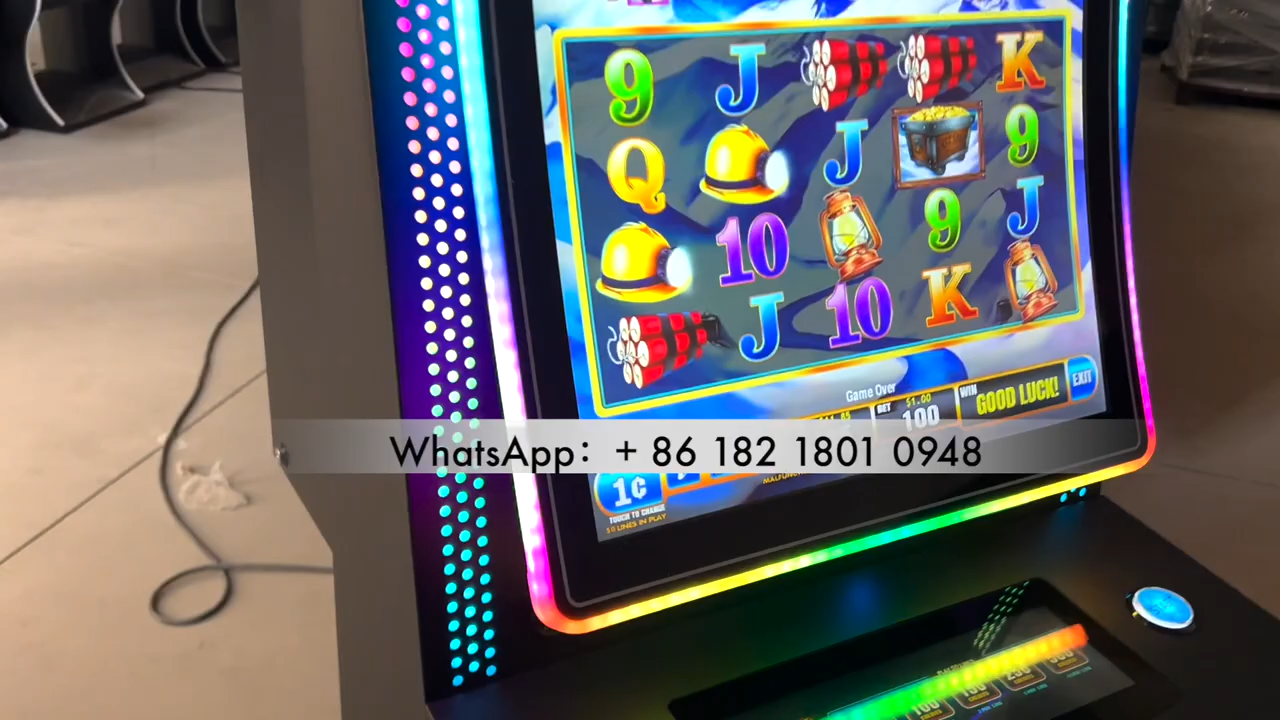 9 J K
Q J 9
10 9 J
J 10 K
Game Over
BET $1.00
100
WIN
GOOD LUCK!
EXIT
WhatsApp： + 86 182 1801 0948
1¢
TOUCH TO CHANGE
50 LINES IN PLAY